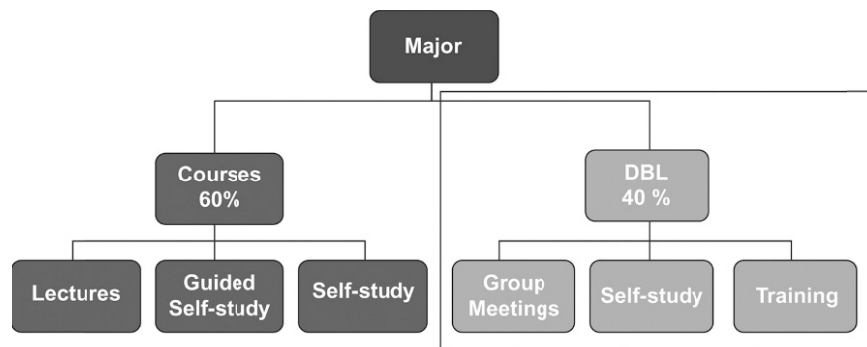 Major
Courses
60%
DBL
40 %
Lectures
Guided
Self-study
Self-study
Group
Meetings
Self-study
Training